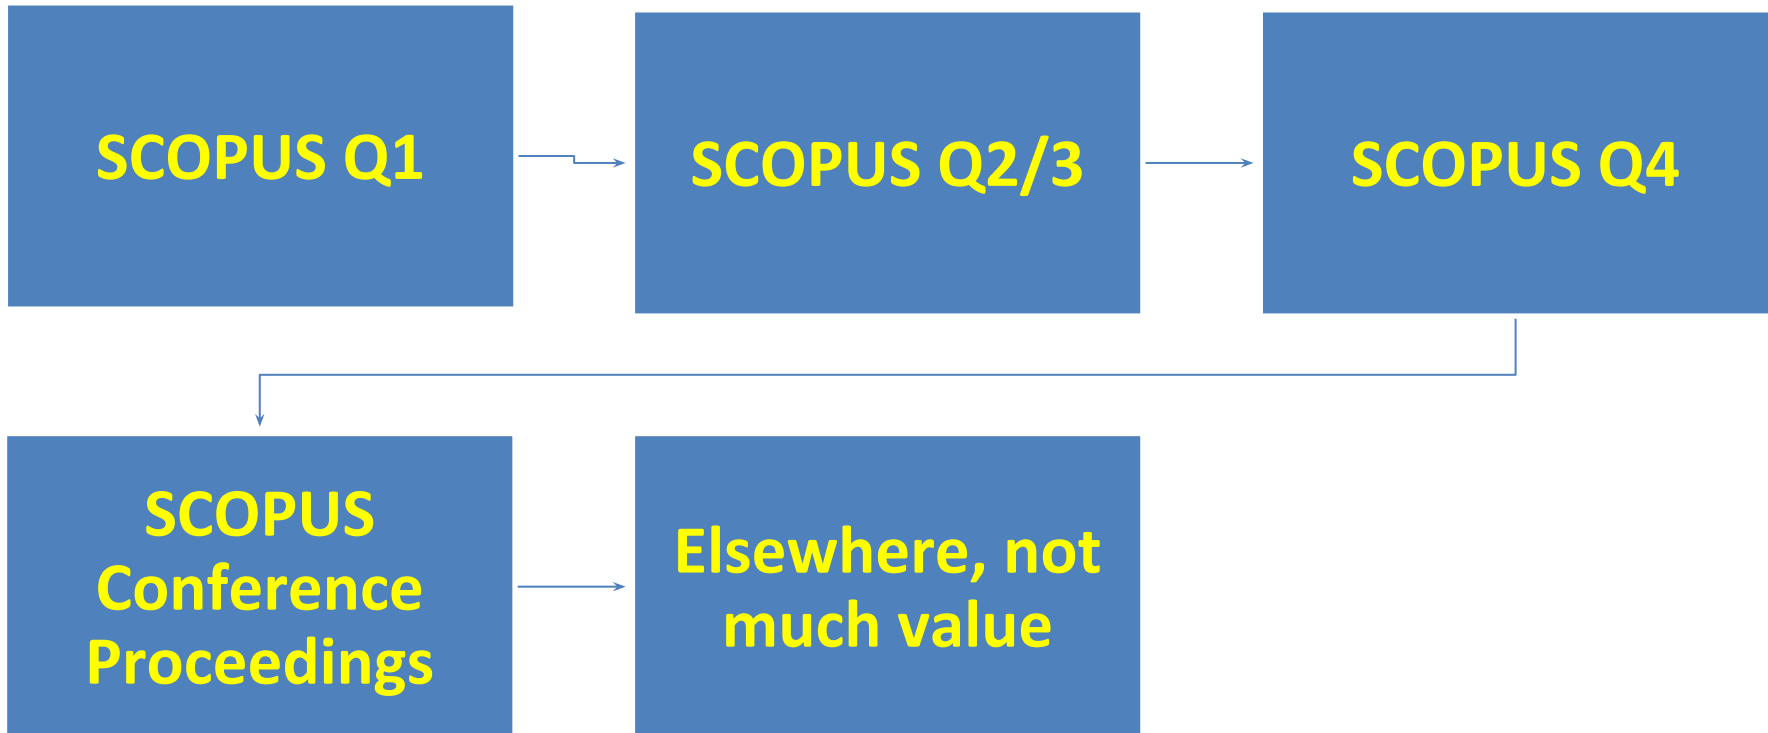 SCOPUS Q1
SCOPUS Q2/3
SCOPUS Q4
SCOPUS
Conference
Proceedings
Elsewhere, not
much value